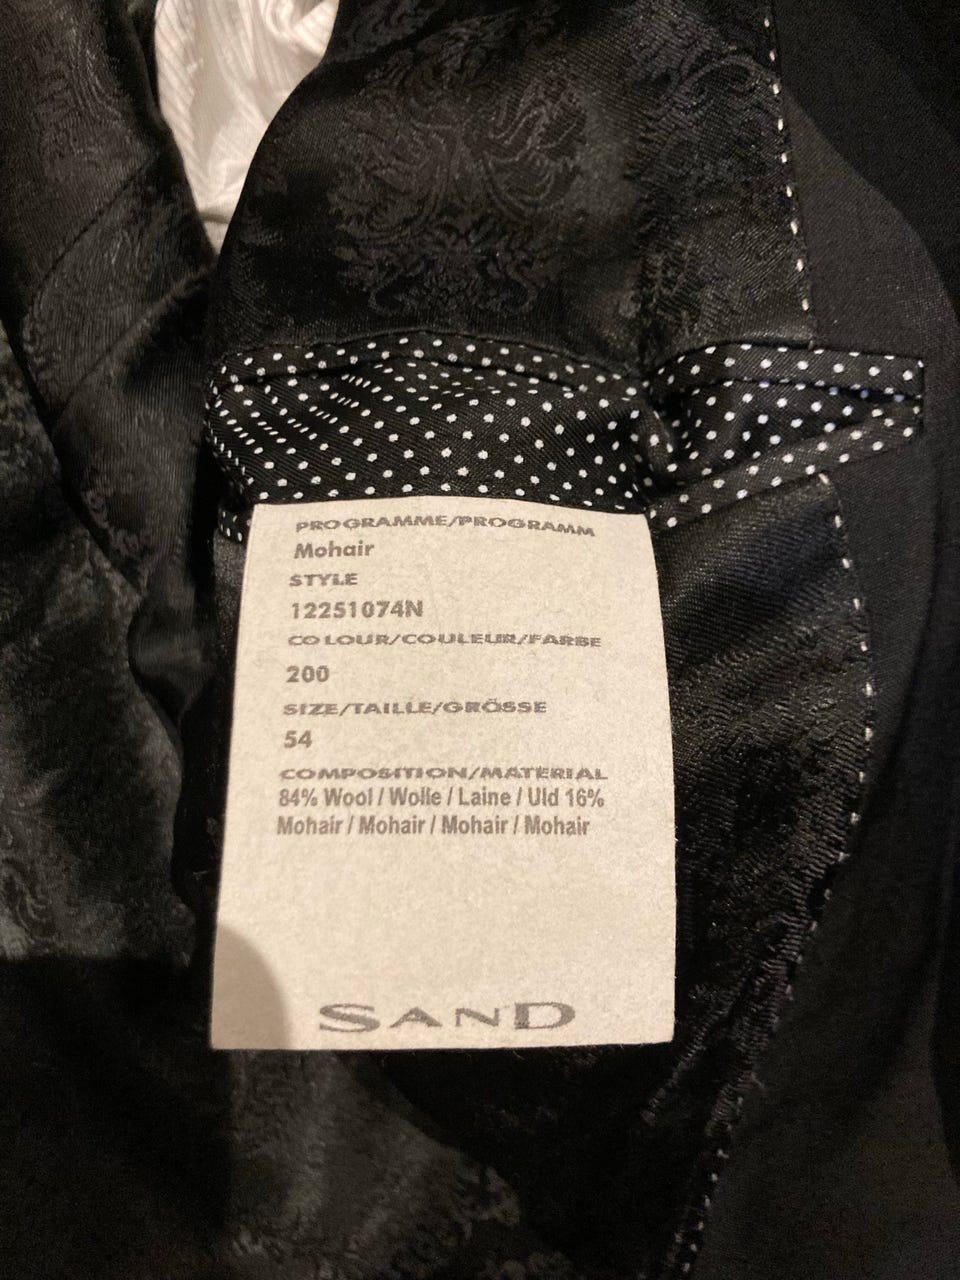 PROGRAMME/PROGRAMM
Mohair
STYLE
12251074N
COLOUR/COULEUR/FARBE
200
SIZE/TAILLE/GRÖSSE
54
COMPOSITION/MATERIAL
84% Wool / Wolle / Laine / Uld 16%
Mohair / Mohair / Mohair / Mohair
SAND